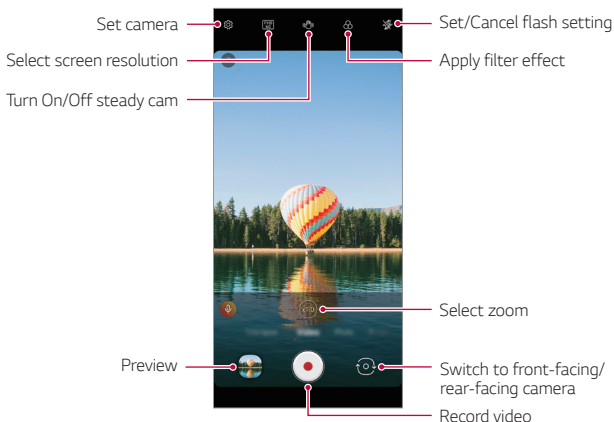 Set camera
Set/Cancel flash setting
Select screen resolution
Apply filter effect
Turn On/Off steady cam
Select zoom
Preview
Switch to front-facing/
rear-facing camera
Record video